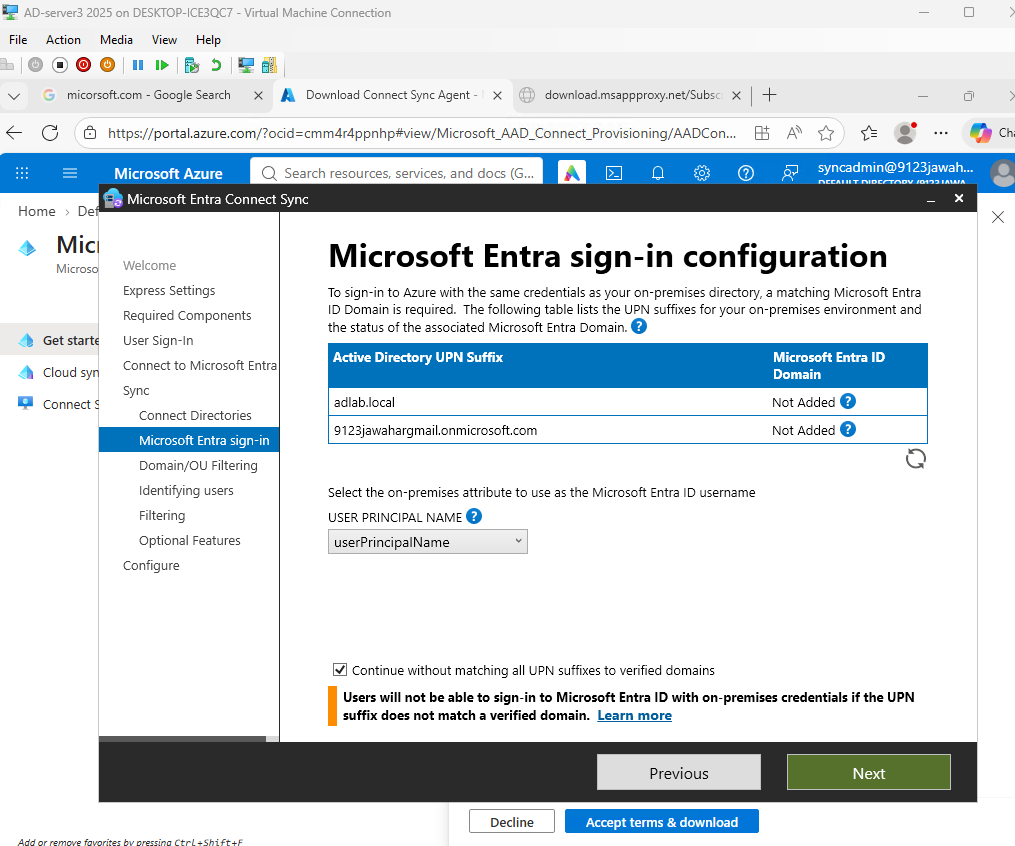 AD-server3 2025 on DESKTOP-ICE3QC7 - Virtual Machine Connection
File Action Media View Help
micorsoft.com - Google Search
Download Connect Sync Agent -
download.msappproxy.net/Subsc
https://portal.azure.com/?ocid=cmm4r4ppnhp#view/Microsoft_AAD_Connect_Provisioning/AADCon...
Cha
Microsoft Azure
Search resources, services, and docs (G...
syncadmin@9123jawah...
DEFAULT DIRECTORY (9123JAWA...
Home > Def
Mic
Microso
Get starte
Cloud syn
Connect S
Microsoft Entra Connect Sync
Welcome
Express Settings
Required Components
User Sign-In
Connect to Microsoft Entra
Sync
Connect Directories
Microsoft Entra sign-in
Domain/OU Filtering
Identifying users
Filtering
Optional Features
Configure
Microsoft Entra sign-in configuration
To sign-in to Azure with the same credentials as your on-premises directory, a matching Microsoft Entra
ID Domain is required. The following table lists the UPN suffixes for your on-premises environment and
the status of the associated Microsoft Entra Domain. ?
Active Directory UPN Suffix Microsoft Entra ID
Domain
adlab.local Not Added ?
9123jawahargmail.onmicrosoft.com Not Added ?
Select the on-premises attribute to use as the Microsoft Entra ID username
USER PRINCIPAL NAME ?
userPrincipalName
Continue without matching all UPN suffixes to verified domains
Users will not be able to sign-in to Microsoft Entra ID with on-premises credentials if the UPN
suffix does not match a verified domain. Learn more
Previous Next
Decline Accept terms & download
Add or remove favorites by pressing Ctrl+Shift+F